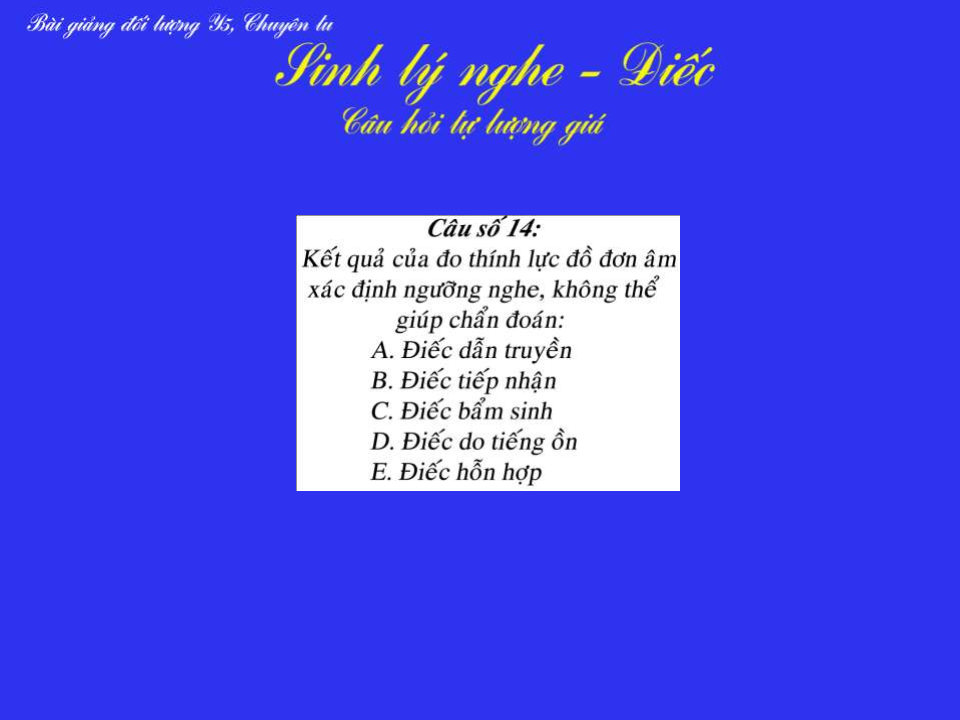 Bài giảng đối tượng Y5, Chuyên tu
Sinh lý nghe - Điếc
Câu hỏi tự lượng giá
Câu số 14:
Kết quả của đo thính lực đồ đơn âm
xác định ngưỡng nghe, không thể
giúp chẩn đoán:
A. Điếc dẫn truyền
B. Điếc tiếp nhận
C. Điếc bẩm sinh
D. Điếc do tiếng ồn
E. Điếc hỗn hợp